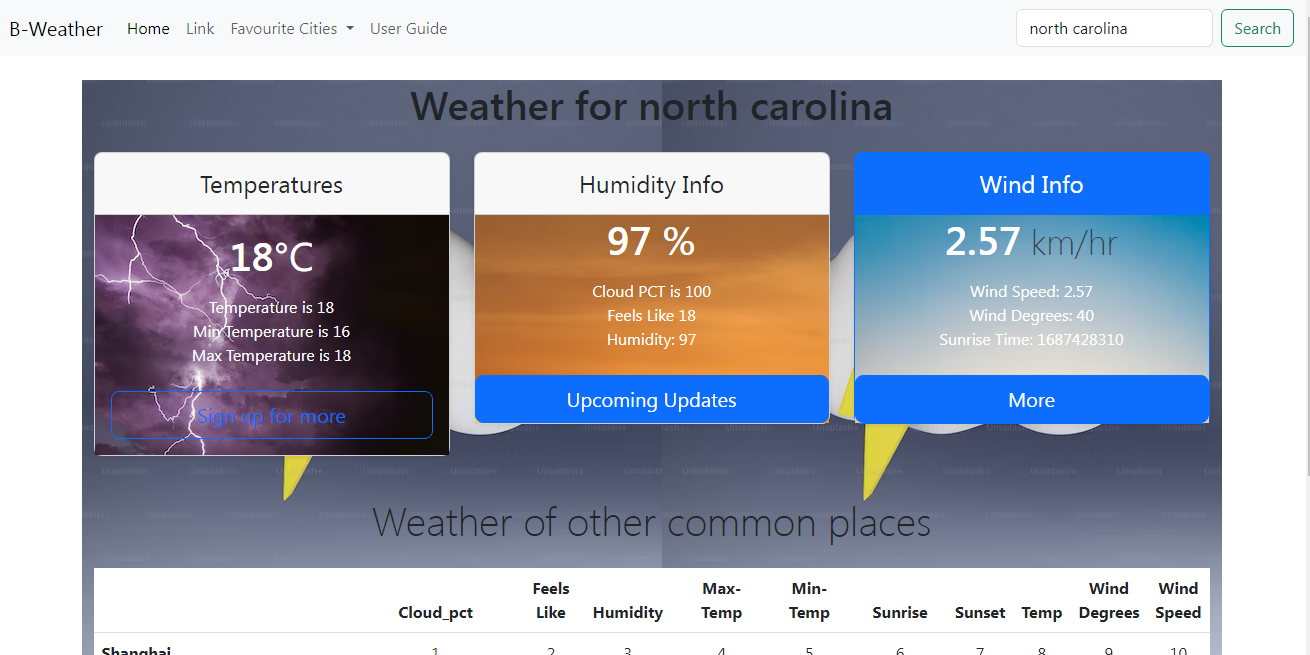 B-Weather Home Link Favourite Cities User Guide north carolina Search
Weather for north carolina
Temperatures
18°C
Temperature is 18
Min Temperature is 16
Max Temperature is 18
Sign up for more
Humidity Info
97 %
Cloud PCT is 100
Feels Like 18
Humidity: 97
Upcoming Updates
Wind Info
2.57 km/hr
Wind Speed: 2.57
Wind Degrees: 40
Sunrise Time: 1687428310
More
Weather of other common places
Cloud_pct Feels Like Humidity Max-Temp Min-Temp Sunrise Sunset Temp Wind Degrees Wind Speed
Shanghai 1 2 3 4 5 6 7 8 9 10